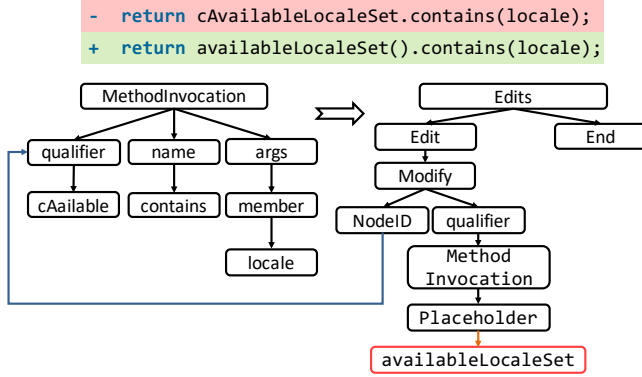 - return cAvailableLocaleSet.contains(locale);
+ return availableLocaleSet().contains(locale);
MethodInvocation
Edits
qualifier name args
Edit End
cAailable contains member
Modify
locale
NodeID qualifier
Method
Invocation
Placeholder
availableLocaleSet